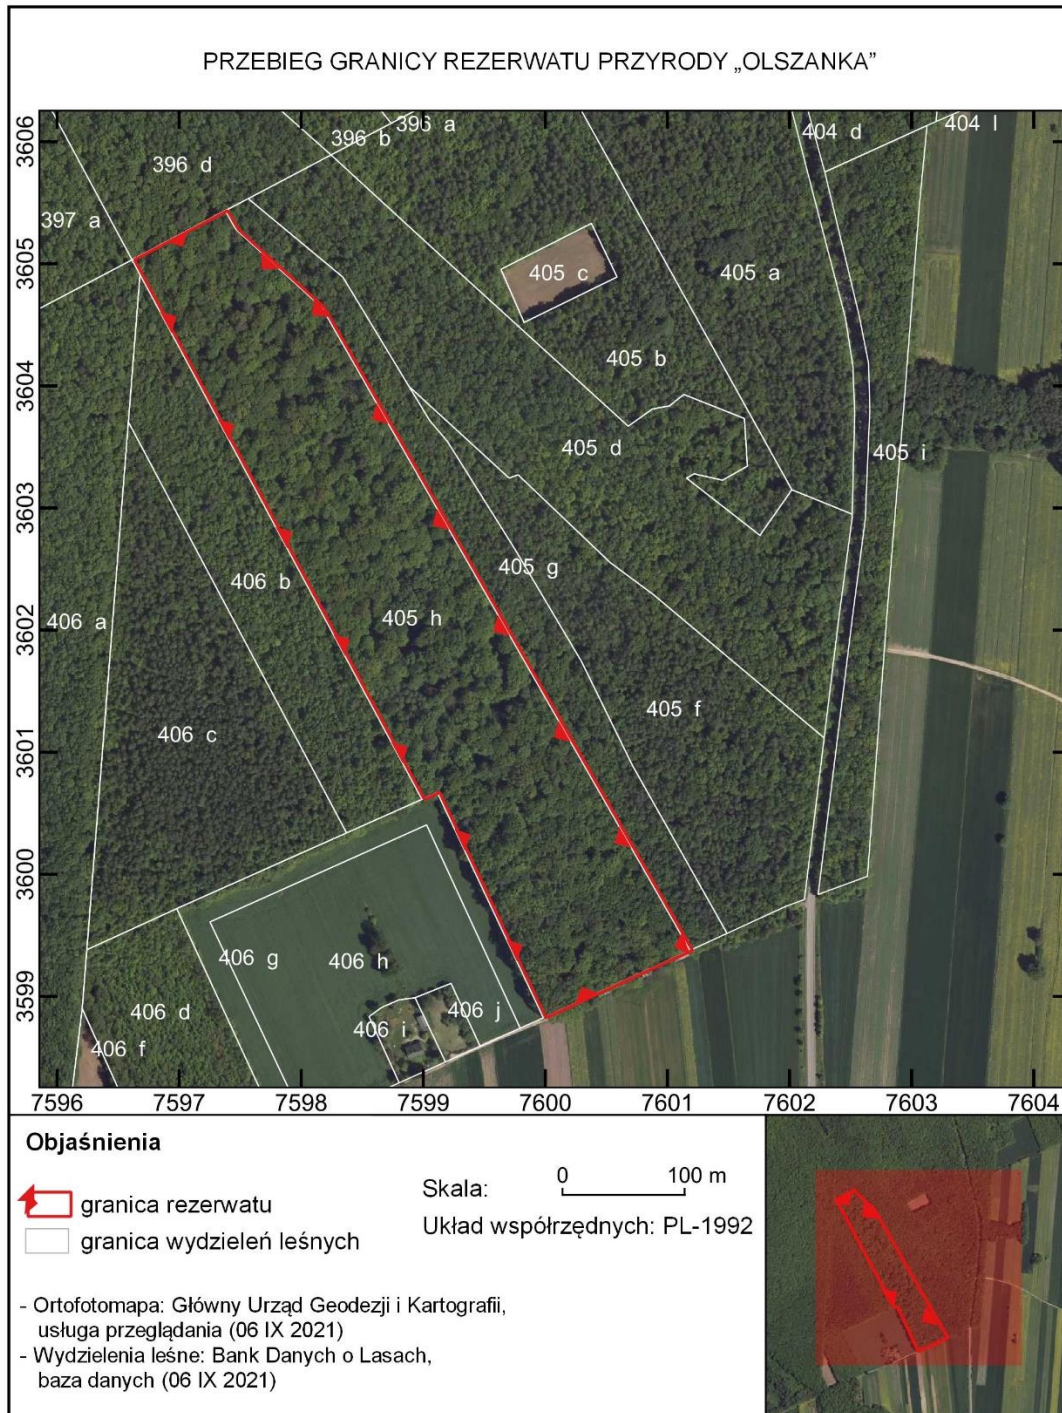 PRZEBIEG GRANICY REZERWATU PRZYRODY „OLSZANKA”
396 a
396 b
404 d
404 l
396 d
397 a
405 c
405 a
405 b
405 d
405 i
405 g
406 b
405 h
406 a
405 f
406 c
406 g
406 h
406 d
406 i
406 j
406 f
3606
3605
3604
3603
3602
3601
3600
3599
7596
7597
7598
7599
7600
7601
7602
7603
7604
Objaśnienia
granica rezerwatu
granica wydzieleń leśnych
Skala:
0
100 m
Układ współrzędnych: PL-1992
- Ortofotomapa: Główny Urząd Geodezji i Kartografii,
usługa przeglądania (06 IX 2021)
- Wydzielenia leśne: Bank Danych o Lasach,
baza danych (06 IX 2021)